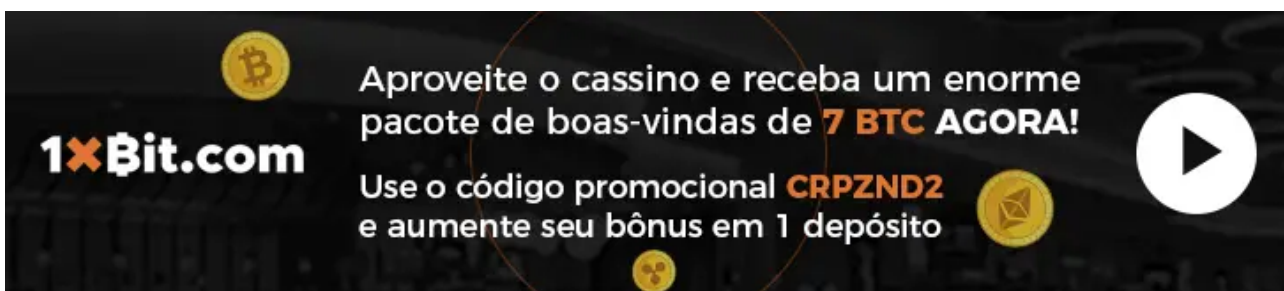 1xBit.com
Aproveite o cassino e receba um enorme
pacote de boas-vindas de 7 BTC AGORA!
Use o código promocional CRPZND2
e aumente seu bônus em 1 depósito